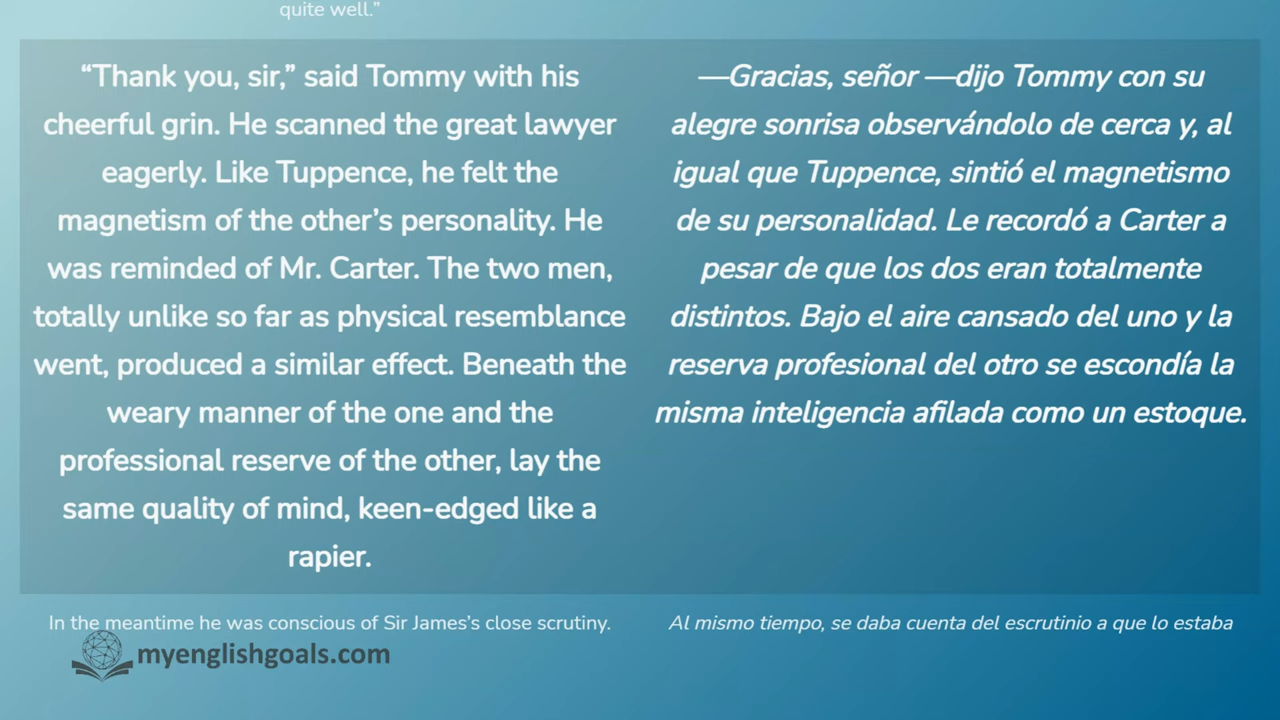 quite well.”
“Thank you, sir,” said Tommy with his
cheerful grin. He scanned the great lawyer
eagerly. Like Tuppence, he felt the
magnetism of the other’s personality. He
was reminded of Mr. Carter. The two men,
totally unlike so far as physical resemblance
went, produced a similar effect. Beneath the
weary manner of the one and the
professional reserve of the other, lay the
same quality of mind, keen-edged like a
rapier.
—Gracias, señor —dijo Tommy con su
alegre sonrisa observándolo de cerca y, al
igual que Tuppence, sintió el magnetismo
de su personalidad. Le recordó a Carter a
pesar de que los dos eran totalmente
distintos. Bajo el aire cansado del uno y la
reserva profesional del otro se escondía la
misma inteligencia afilada como un estoque.
In the meantime he was conscious of Sir James’s close scrutiny.
Al mismo tiempo, se daba cuenta del escrutinio a que lo estaba
myenglishgoals.com